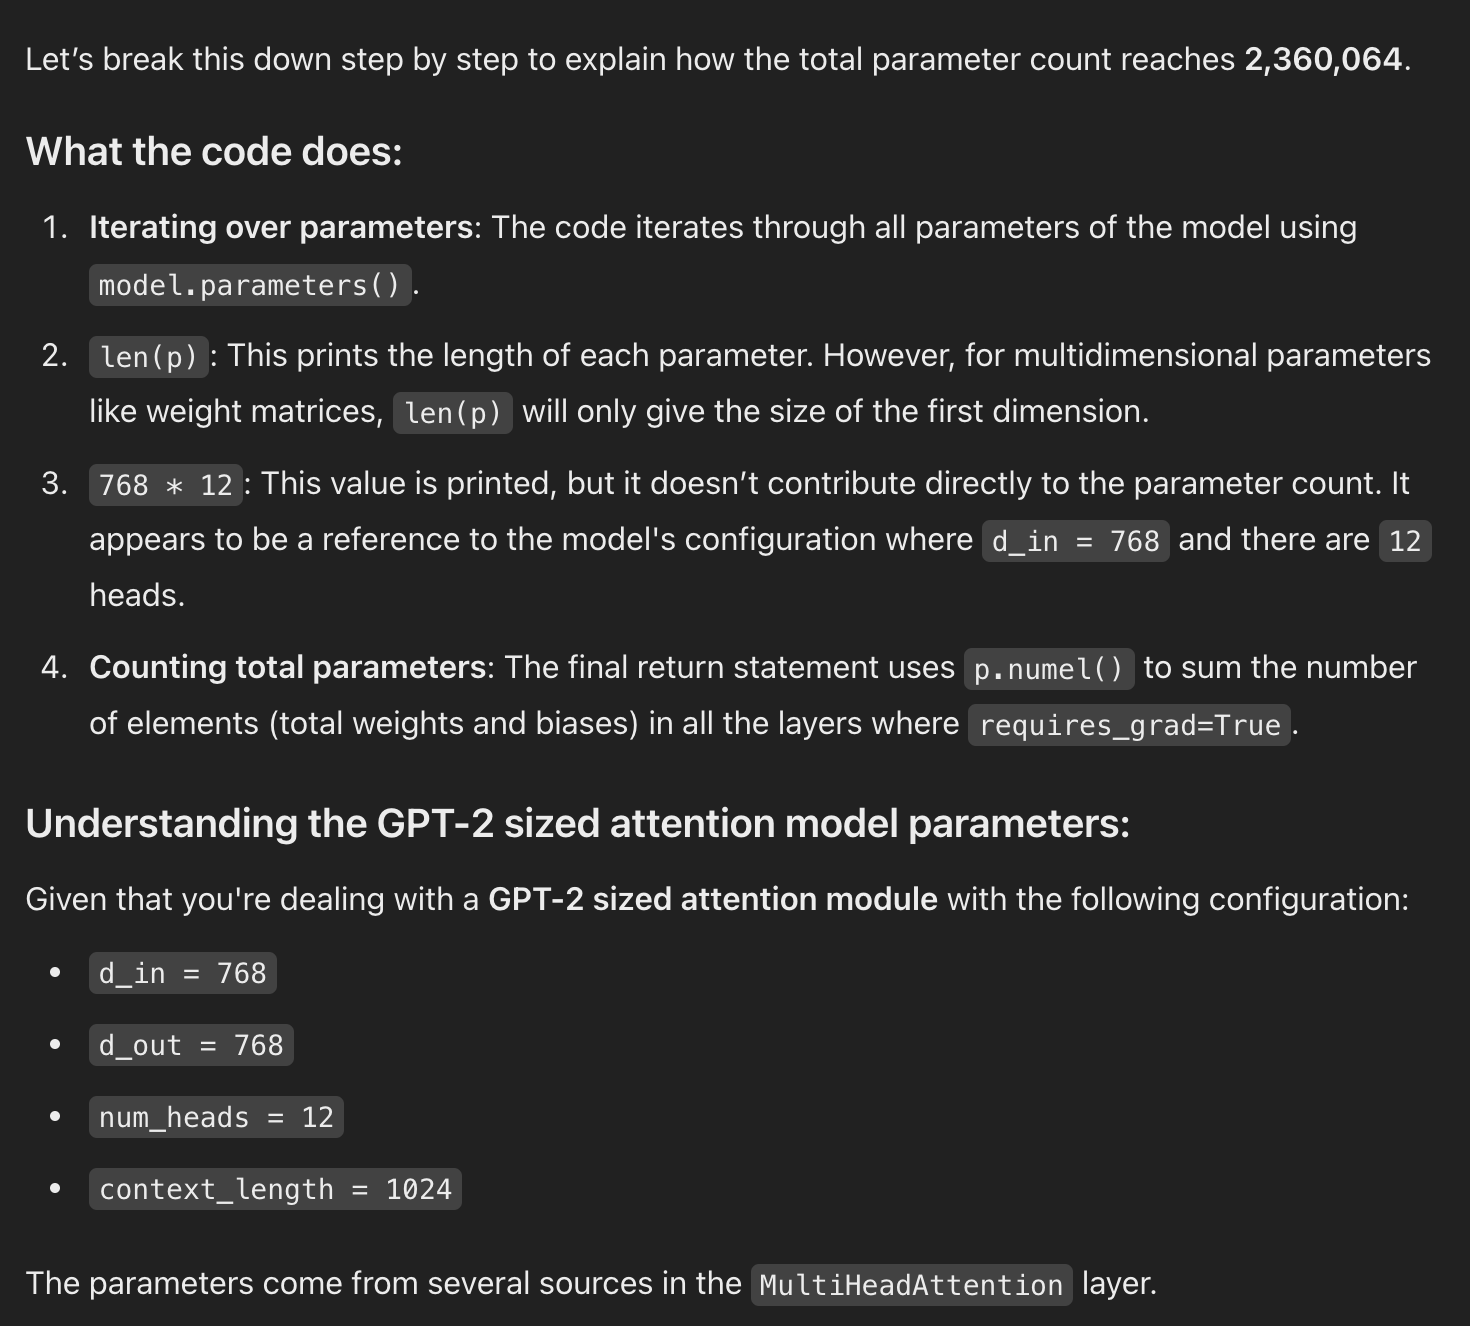 Let’s break this down step by step to explain how the total parameter count reaches 2,360,064.
What the code does:
1. Iterating over parameters: The code iterates through all parameters of the model using
model.parameters().
2. len(p): This prints the length of each parameter. However, for multidimensional parameters
like weight matrices, len(p) will only give the size of the first dimension.
3. 768 * 12: This value is printed, but it doesn’t contribute directly to the parameter count. It
appears to be a reference to the model's configuration where d_in = 768 and there are 12
heads.
4. Counting total parameters: The final return statement uses p.numel() to sum the number
of elements (total weights and biases) in all the layers where requires_grad=True.
Understanding the GPT-2 sized attention model parameters:
Given that you're dealing with a GPT-2 sized attention module with the following configuration:
• d_in = 768
• d_out = 768
• num_heads = 12
• context_length = 1024
The parameters come from several sources in the MultiHeadAttention layer.